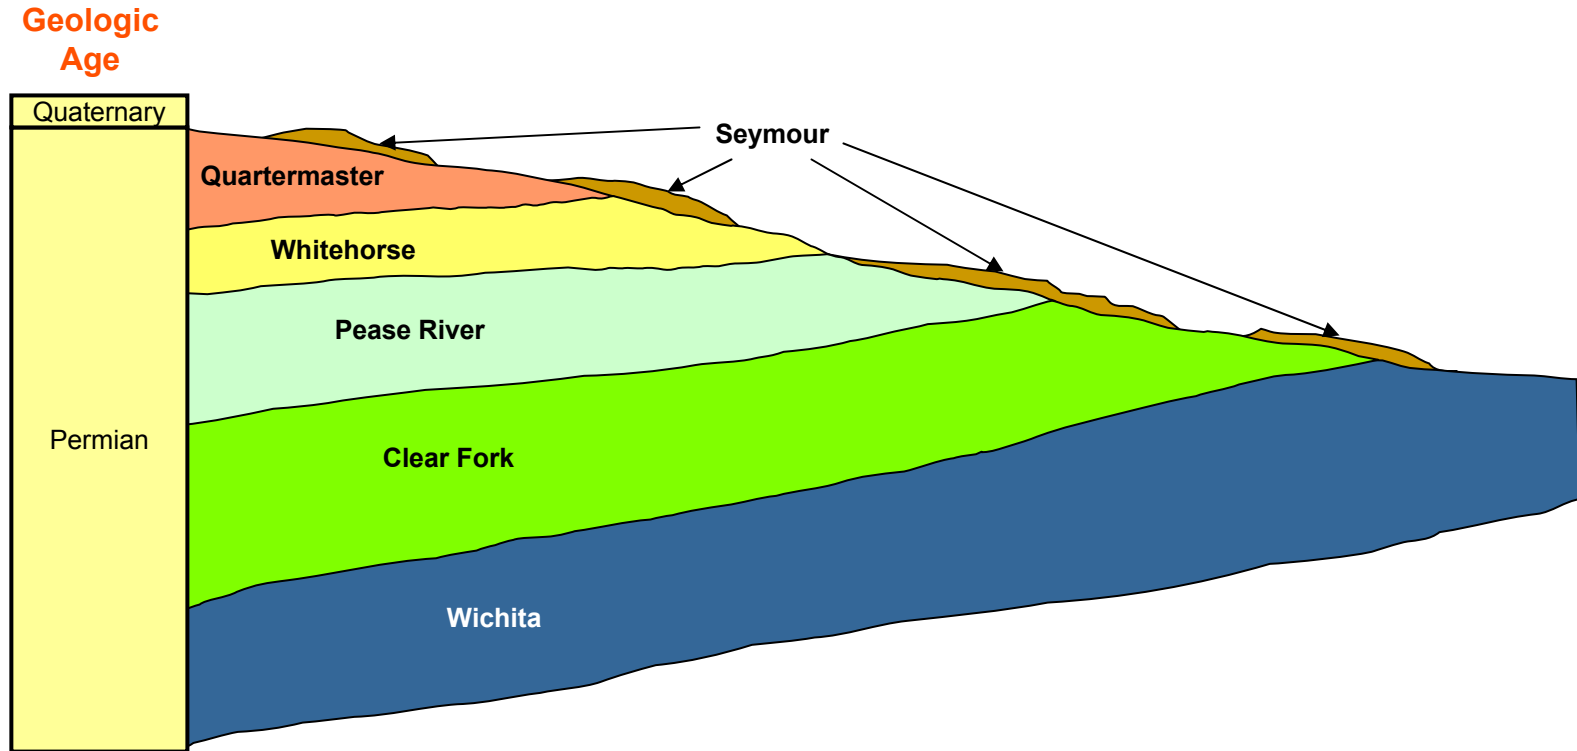 Geologic
Age
Quaternary
Seymour
Quartermaster
Whitehorse
Pease River
Permian
Clear Fork
Wichita